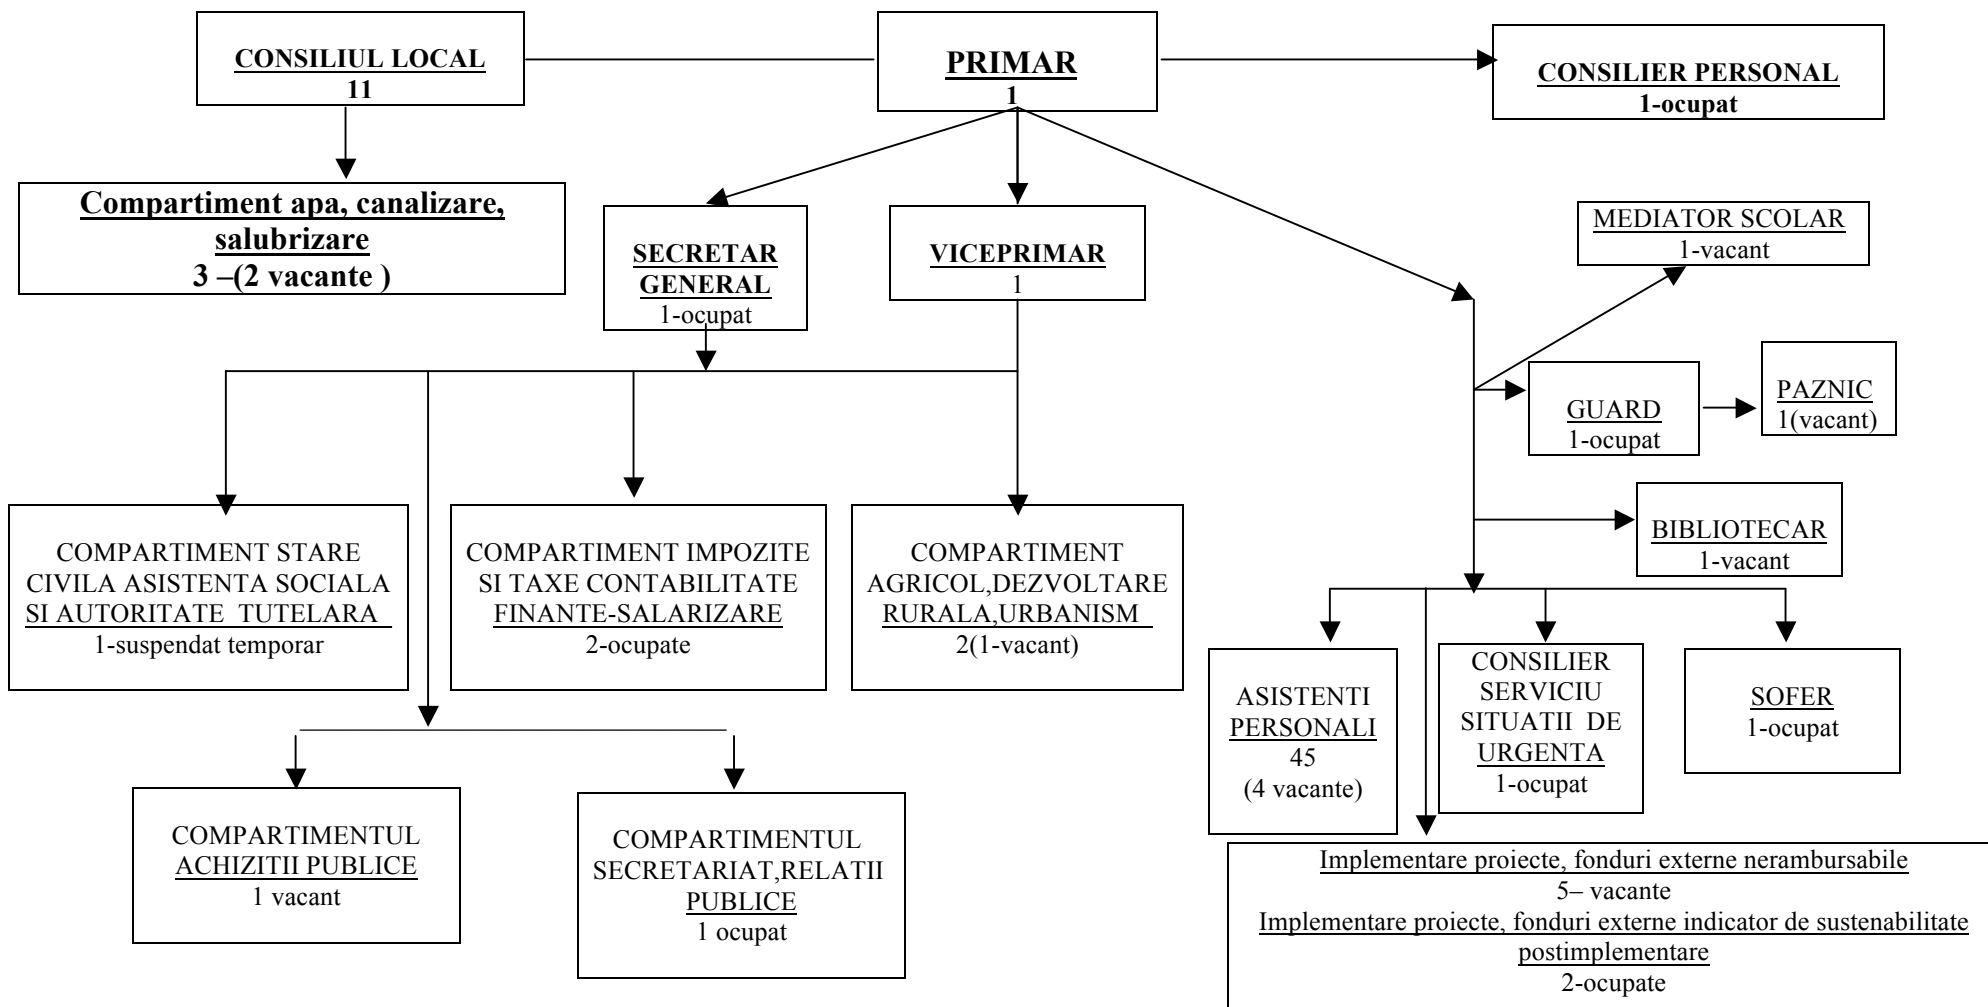 CONSILIUL LOCAL
11
PRIMAR
1
CONSILIER PERSONAL
1-ocupat
Compartiment apa, canalizare,
salubrizare
3 –(2 vacante )
SECRETAR
GENERAL
1-ocupat
VICEPRIMAR
1
MEDIATOR SCOLAR
1-vacant
GUARD
1-ocupat
PAZNIC
1(vacant)
BIBLIOTECAR
1-vacant
COMPARTIMENT STARE
CIVILA ASISTENTA SOCIALA
SI AUTORITATE TUTELARA
1-suspendat temporar
COMPARTIMENT IMPOZITE
SI TAXE CONTABILITATE
FINANTE-SALARIZARE
2-ocupate
COMPARTIMENT
AGRICOL,DEZVOLTARE
RURALA,URBANISM
2(1-vacant)
ASISTENTI
PERSONALI
45
(4 vacante)
CONSILIER
SERVICIU
SITUATII DE
URGENTA
1-ocupat
SOFER
1-ocupat
COMPARTIMENTUL
ACHIZITII PUBLICE
1 vacant
COMPARTIMENTUL
SECRETARIAT,RELATII
PUBLICE
1 ocupat
Implementare proiecte, fonduri externe nerambursabile
5– vacante
Implementare proiecte, fonduri externe indicator de sustenabilitate
postimplementare
2-ocupate